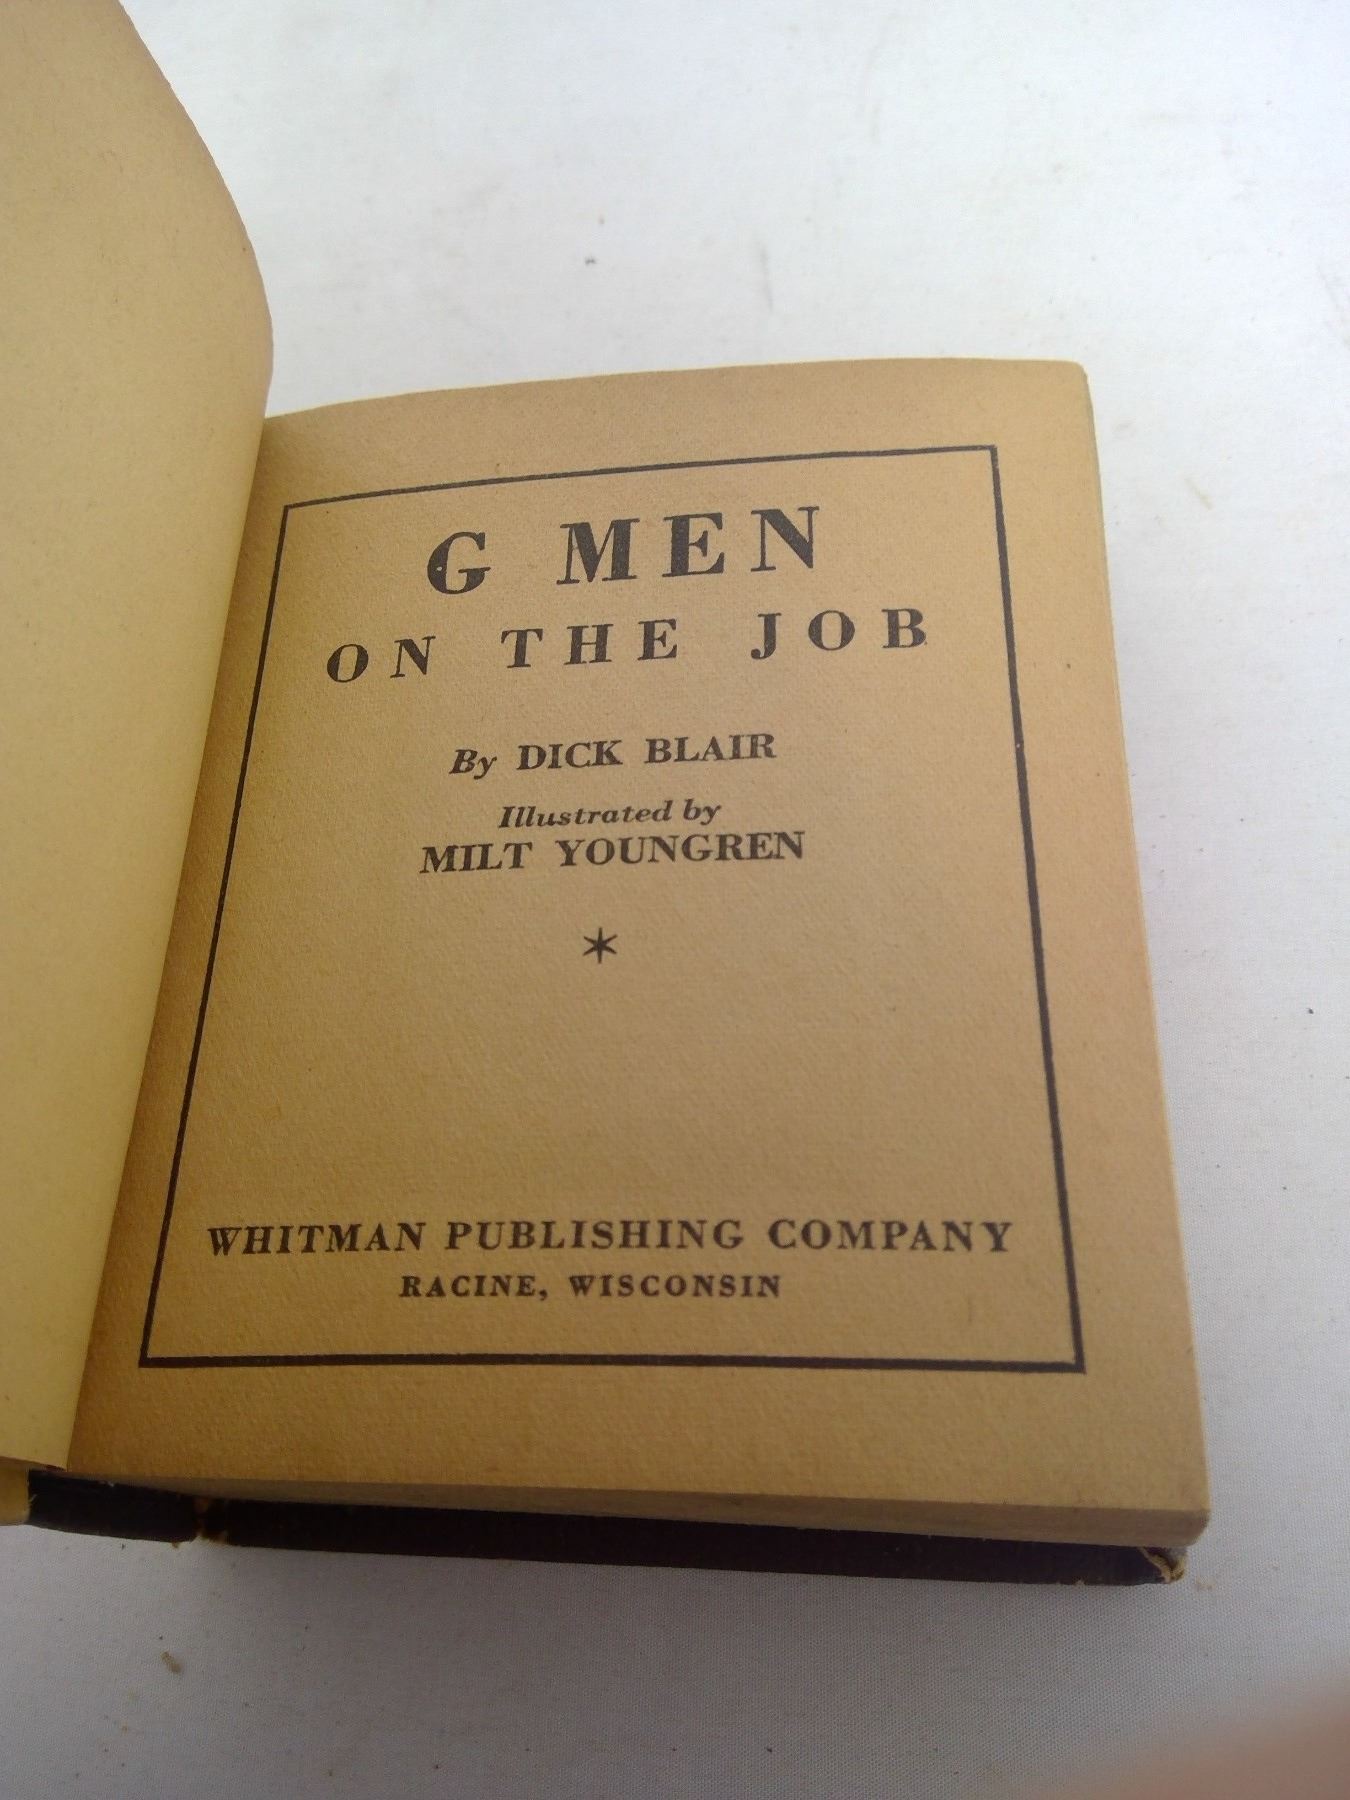 G MEN
ON THE JOB
By DICK BLAIR
Illustrated by
MILT YOUNGREN
*
WHITMAN PUBLISHING COMPANY
RACINE, WISCONSIN